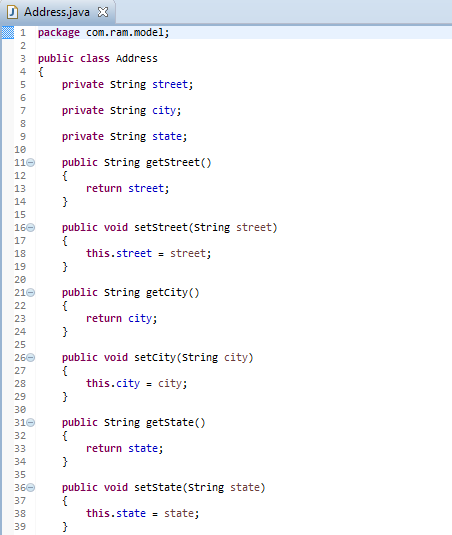 Address.java
1 package com.ram.model;
2
3 public class Address
4 {
5     private String street;
6
7     private String city;
8
9     private String state;
10
11     public String getStreet()
12     {
13         return street;
14     }
15
16     public void setStreet(String street)
17     {
18         this.street = street;
19     }
20
21     public String getCity()
22     {
23         return city;
24     }
25
26     public void setCity(String city)
27     {
28         this.city = city;
29     }
30
31     public String getState()
32     {
33         return state;
34     }
35
36     public void setState(String state)
37     {
38         this.state = state;
39     }